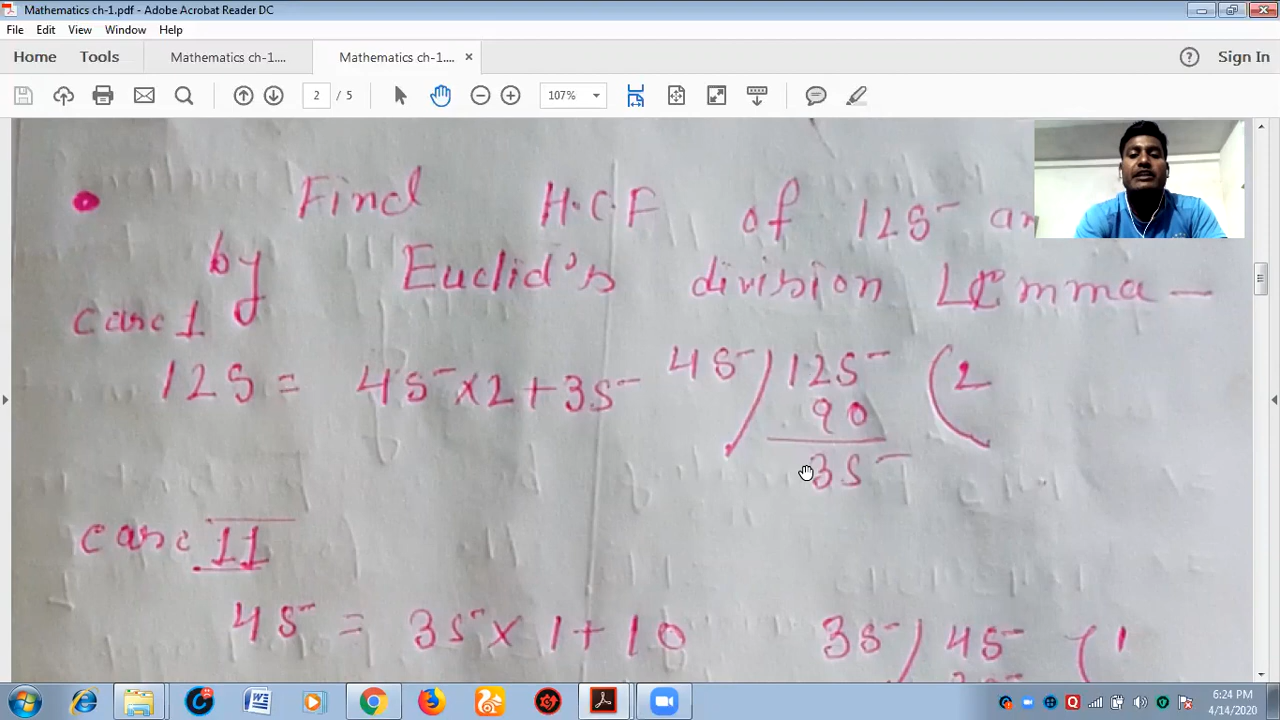 Mathematics ch-1.pdf - Adobe Acrobat Reader DC
File Edit View Window Help
Home Tools Mathematics ch-1.... Mathematics ch-1.... × ? Sign In
2 / 5 107%
Find H.C.F of 125 an
by Euclid's division Lemma —
case 1
125 = 45 × 2 + 35 45 ) 125 ( 2
90
35
case 11
45 = 35 × 1 + 10 35 ) 45 ( 1
6:24 PM
4/14/2020